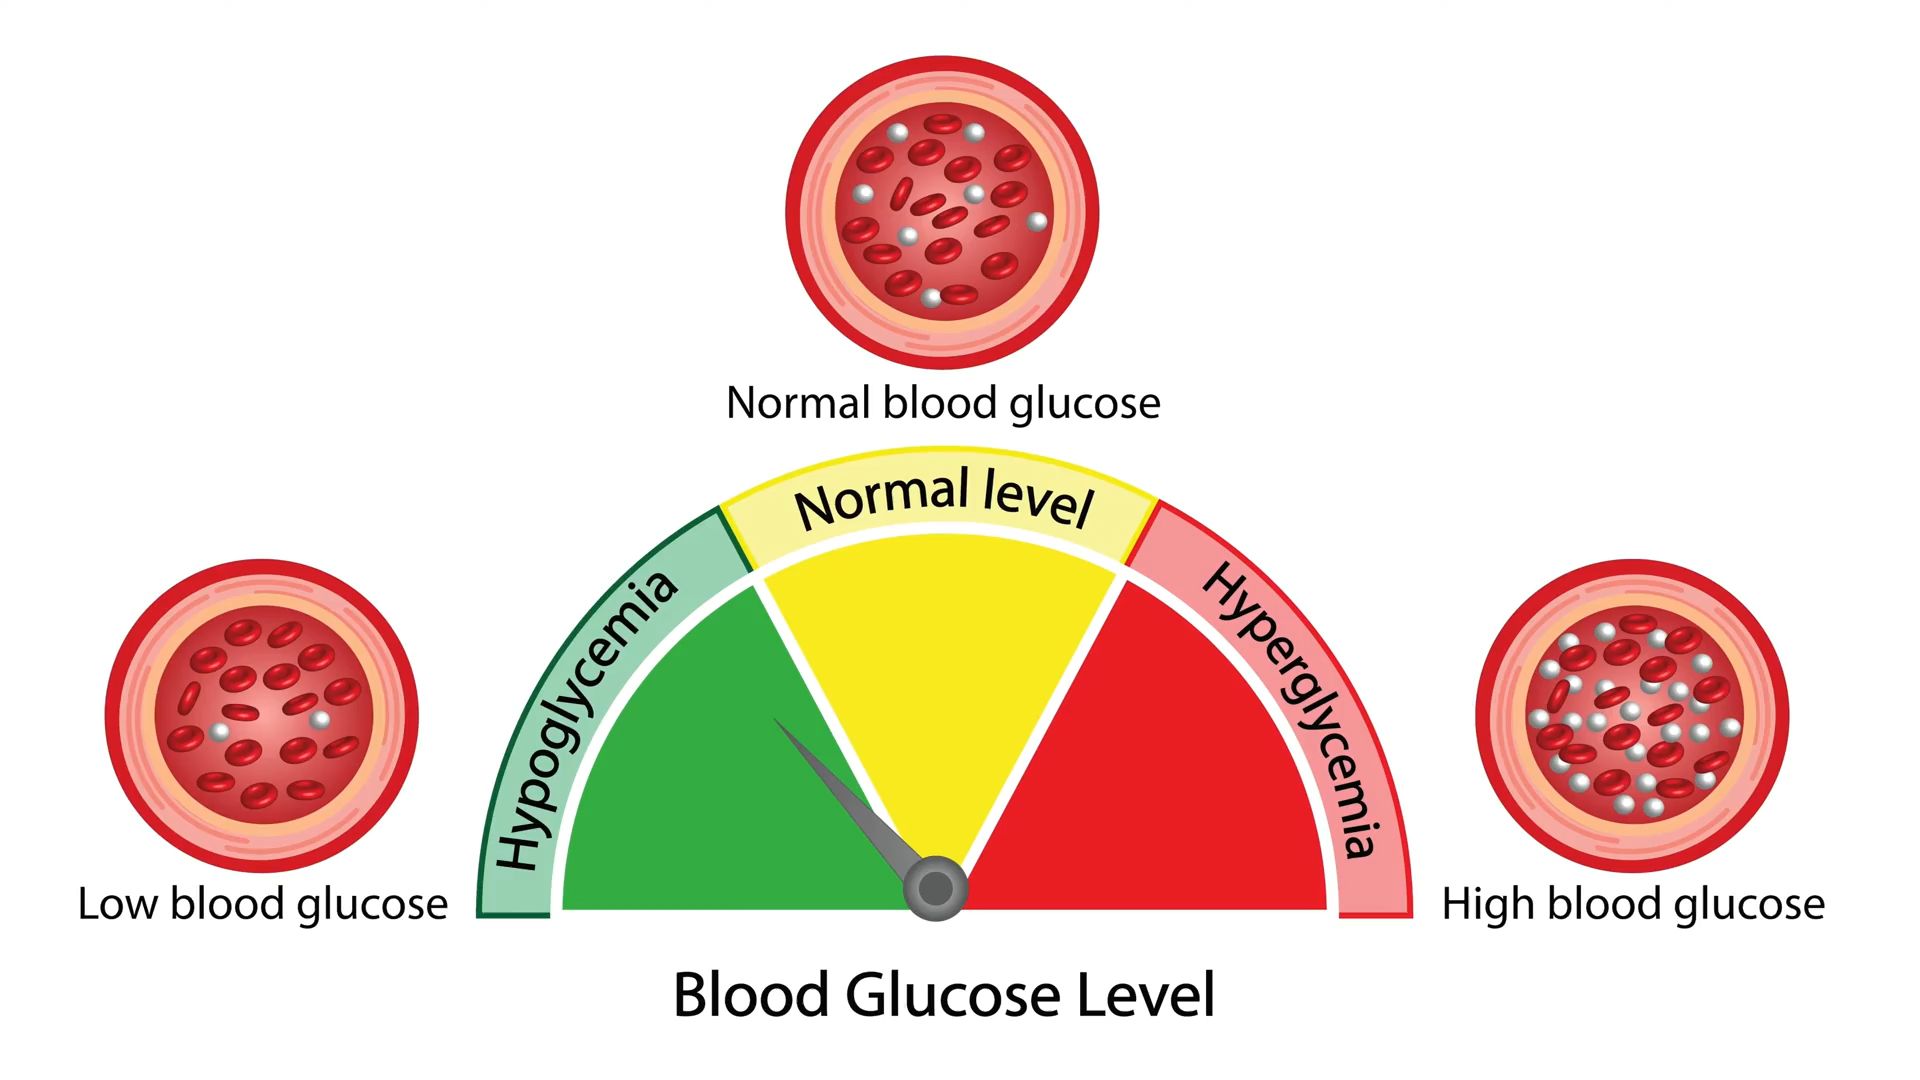 Normal blood glucose
Normal level
Hypoglycemia
Hyperglycemia
Low blood glucose
High blood glucose
Blood Glucose Level